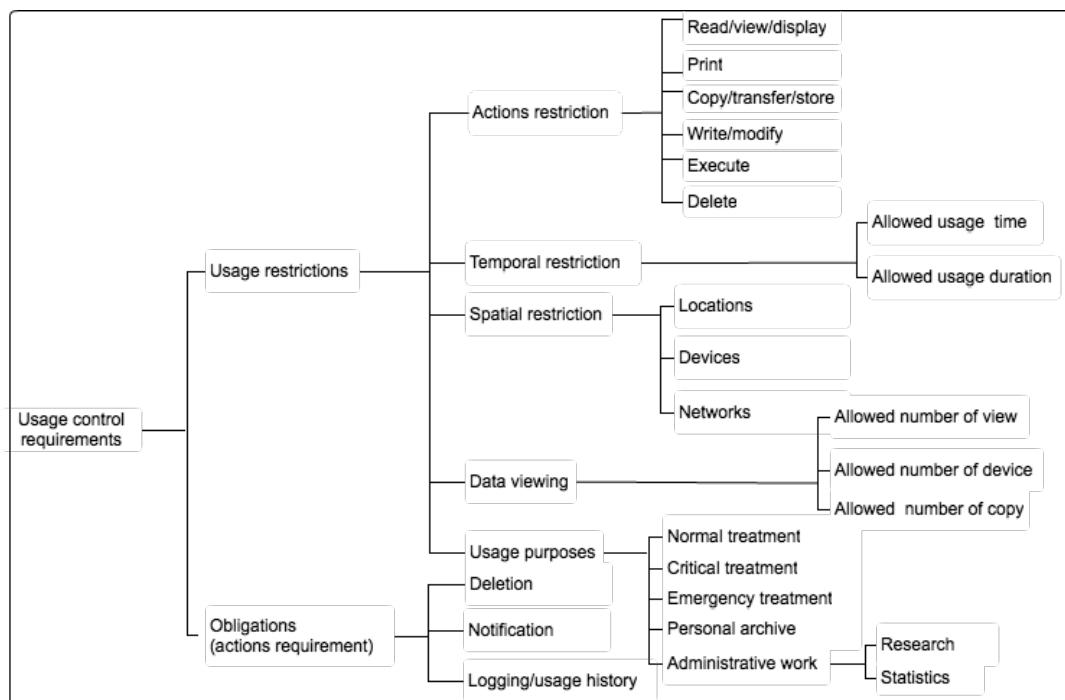 Read/view/display
Print
Copy/transfer/store
Actions restriction
Write/modify
Execute
Delete
Allowed usage  time
Usage restrictions
Temporal restriction
Allowed usage duration
Spatial restriction
Locations
Devices
Networks
Usage control
requirements
Allowed number of view
Data viewing
Allowed number of device
Allowed  number of copy
Usage purposes
Normal treatment
Critical treatment
Emergency treatment
Personal archive
Administrative work
Research
Statistics
Obligations
(actions requirement)
Deletion
Notification
Logging/usage history